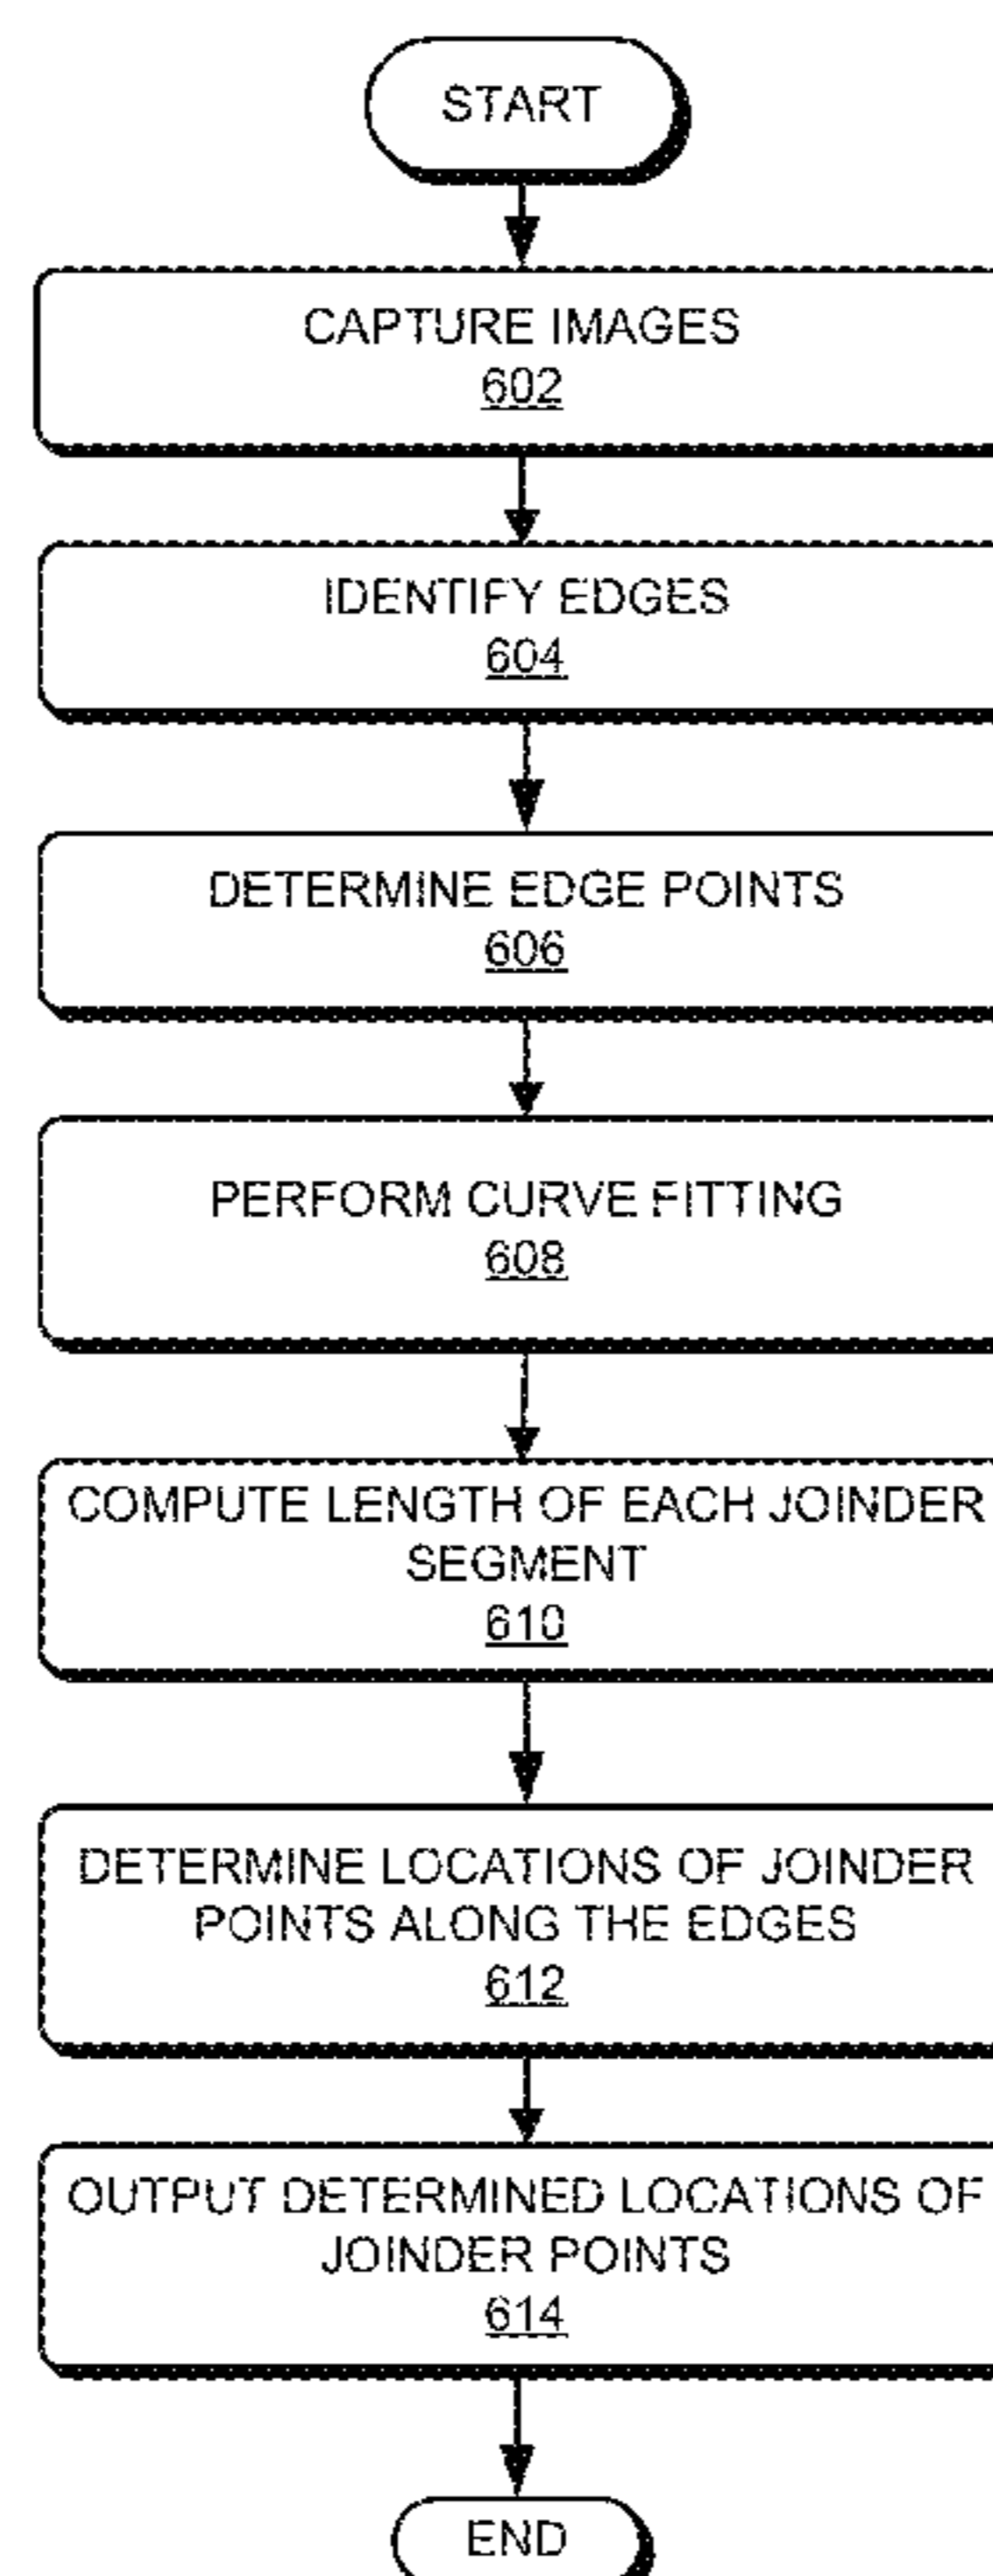 START
CAPTURE IMAGES
602
IDENTIFY EDGES
604
DETERMINE EDGE POINTS
606
PERFORM CURVE FITTING
608
COMPUTE LENGTH OF EACH JOINDER
SEGMENT
610
DETERMINE LOCATIONS OF JOINDER
POINTS ALONG THE EDGES
612
OUTPUT DETERMINED LOCATIONS OF
JOINDER POINTS
614
END